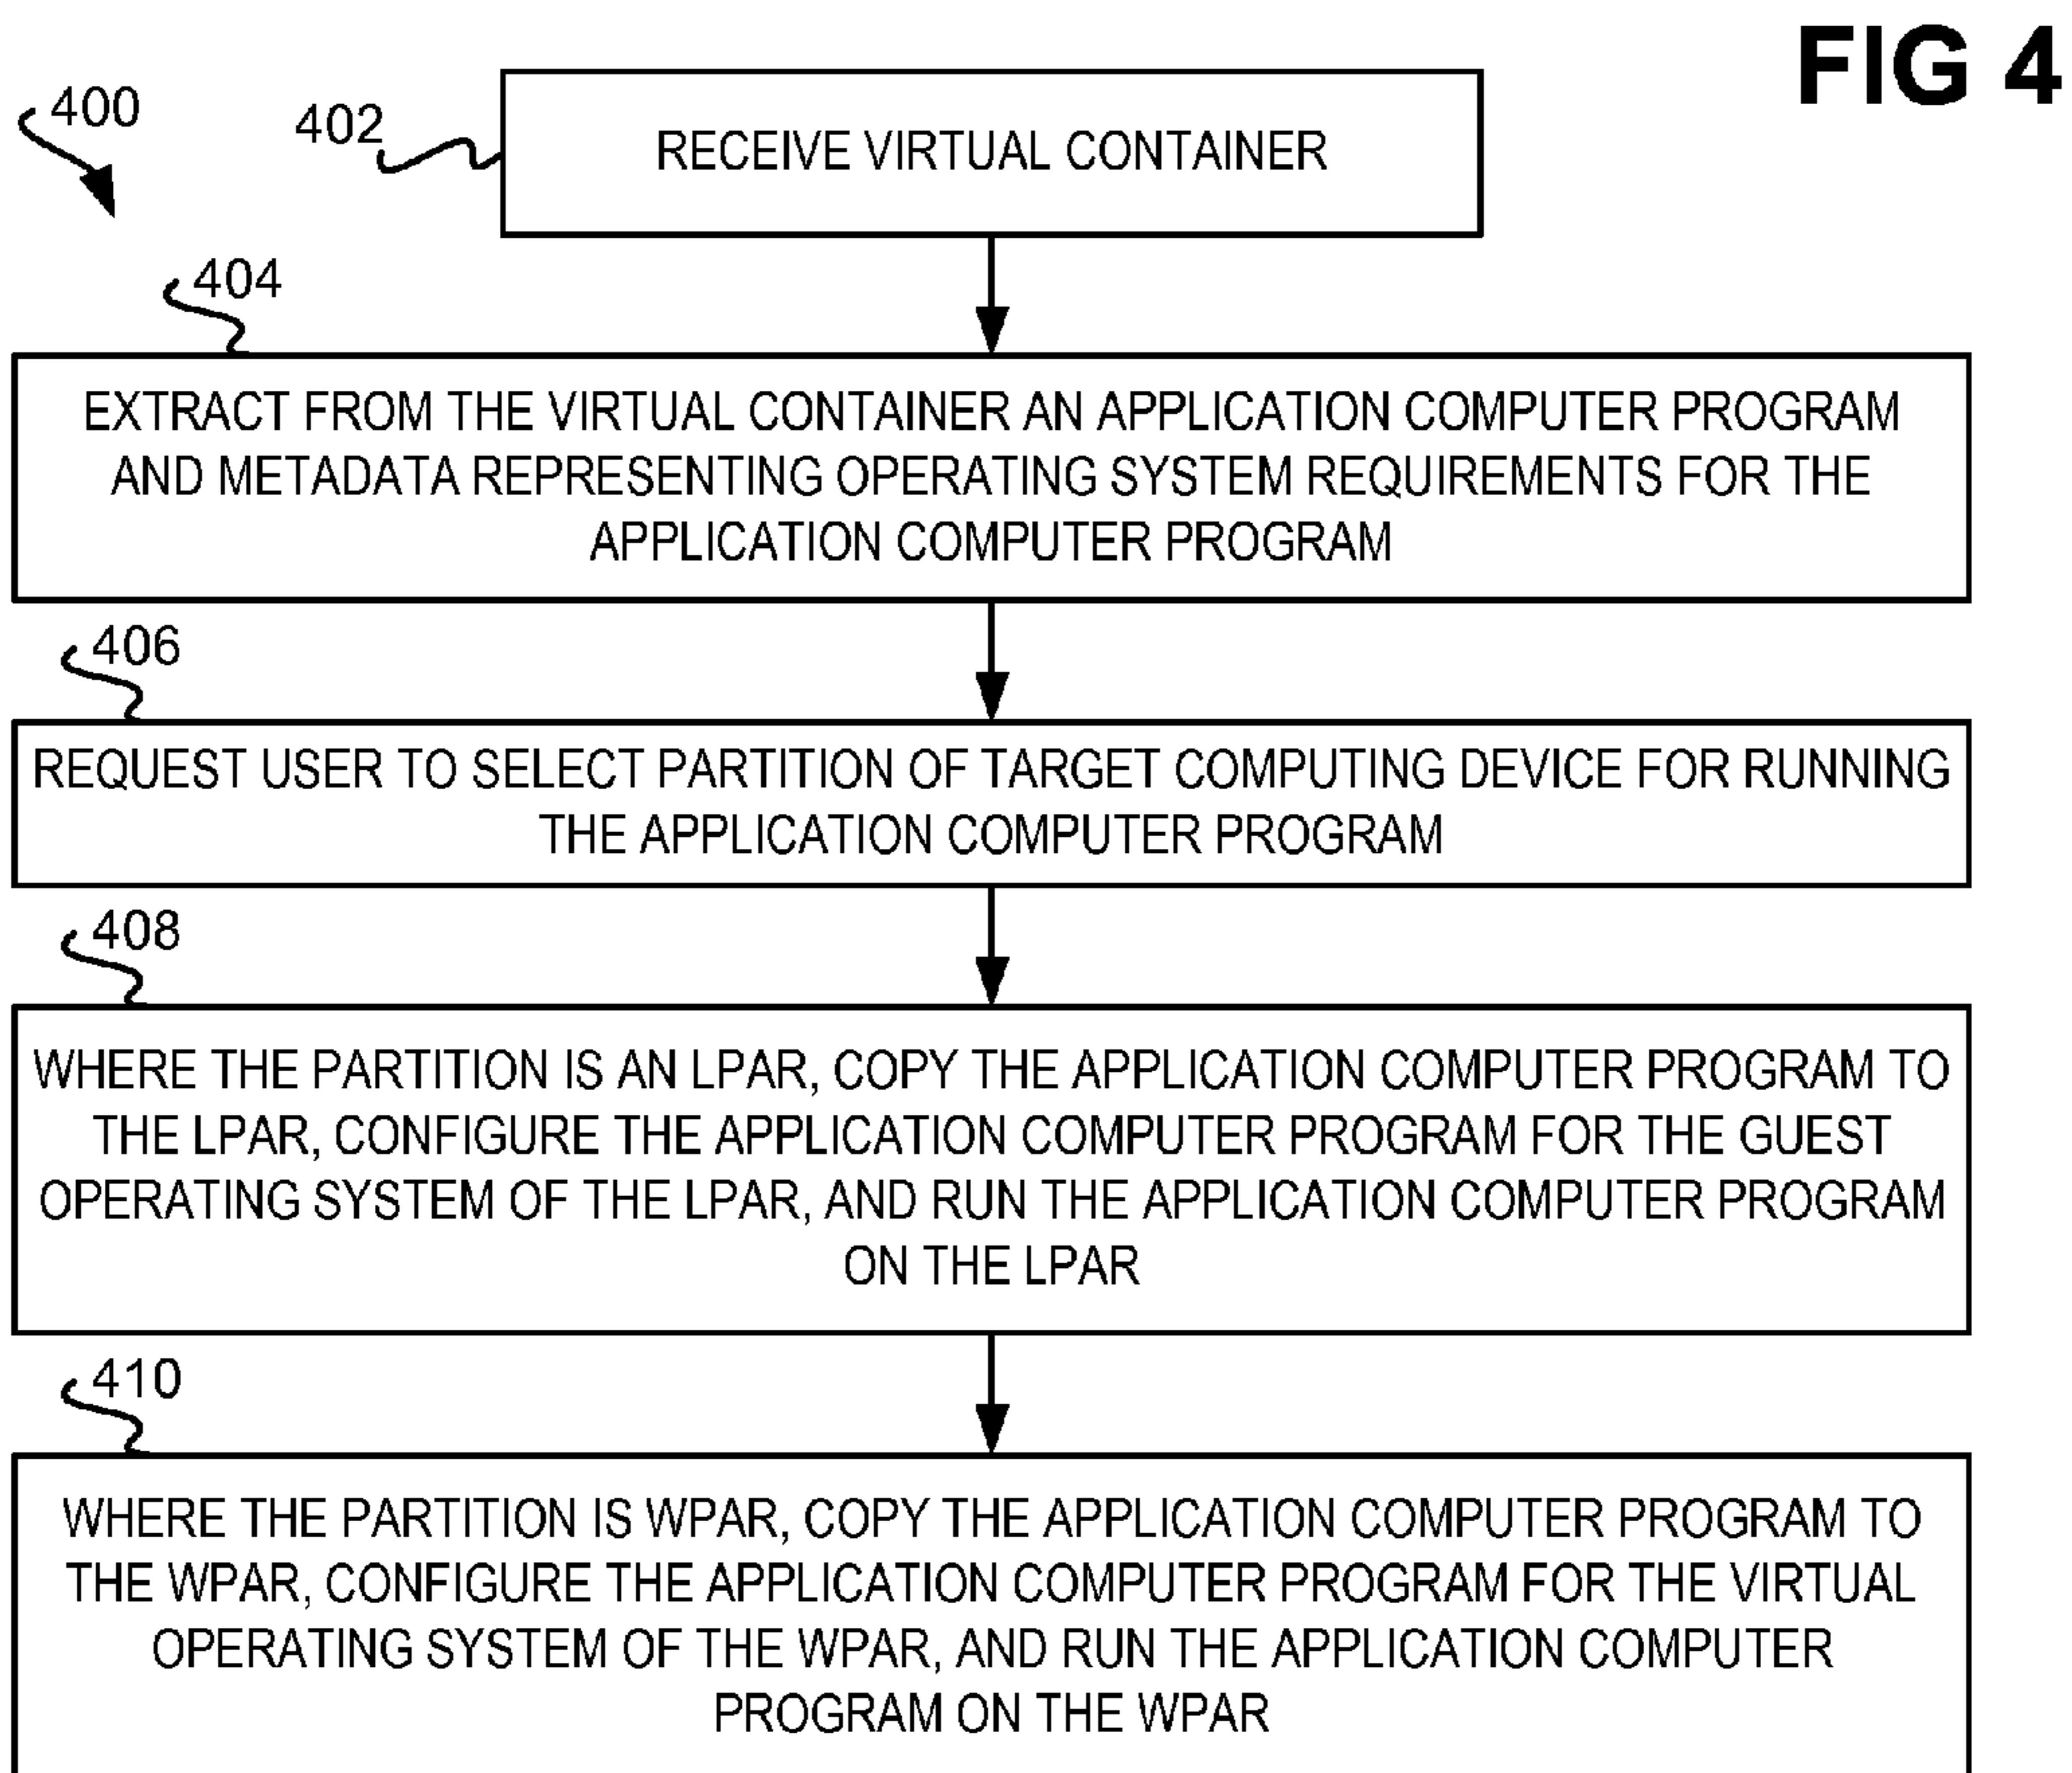 FIG 4
400
402
RECEIVE VIRTUAL CONTAINER
404
EXTRACT FROM THE VIRTUAL CONTAINER AN APPLICATION COMPUTER PROGRAM
AND METADATA REPRESENTING OPERATING SYSTEM REQUIREMENTS FOR THE
APPLICATION COMPUTER PROGRAM
406
REQUEST USER TO SELECT PARTITION OF TARGET COMPUTING DEVICE FOR RUNNING
THE APPLICATION COMPUTER PROGRAM
408
WHERE THE PARTITION IS AN LPAR, COPY THE APPLICATION COMPUTER PROGRAM TO
THE LPAR, CONFIGURE THE APPLICATION COMPUTER PROGRAM FOR THE GUEST
OPERATING SYSTEM OF THE LPAR, AND RUN THE APPLICATION COMPUTER PROGRAM
ON THE LPAR
410
WHERE THE PARTITION IS WPAR, COPY THE APPLICATION COMPUTER PROGRAM TO
THE WPAR, CONFIGURE THE APPLICATION COMPUTER PROGRAM FOR THE VIRTUAL
OPERATING SYSTEM OF THE WPAR, AND RUN THE APPLICATION COMPUTER
PROGRAM ON THE WPAR